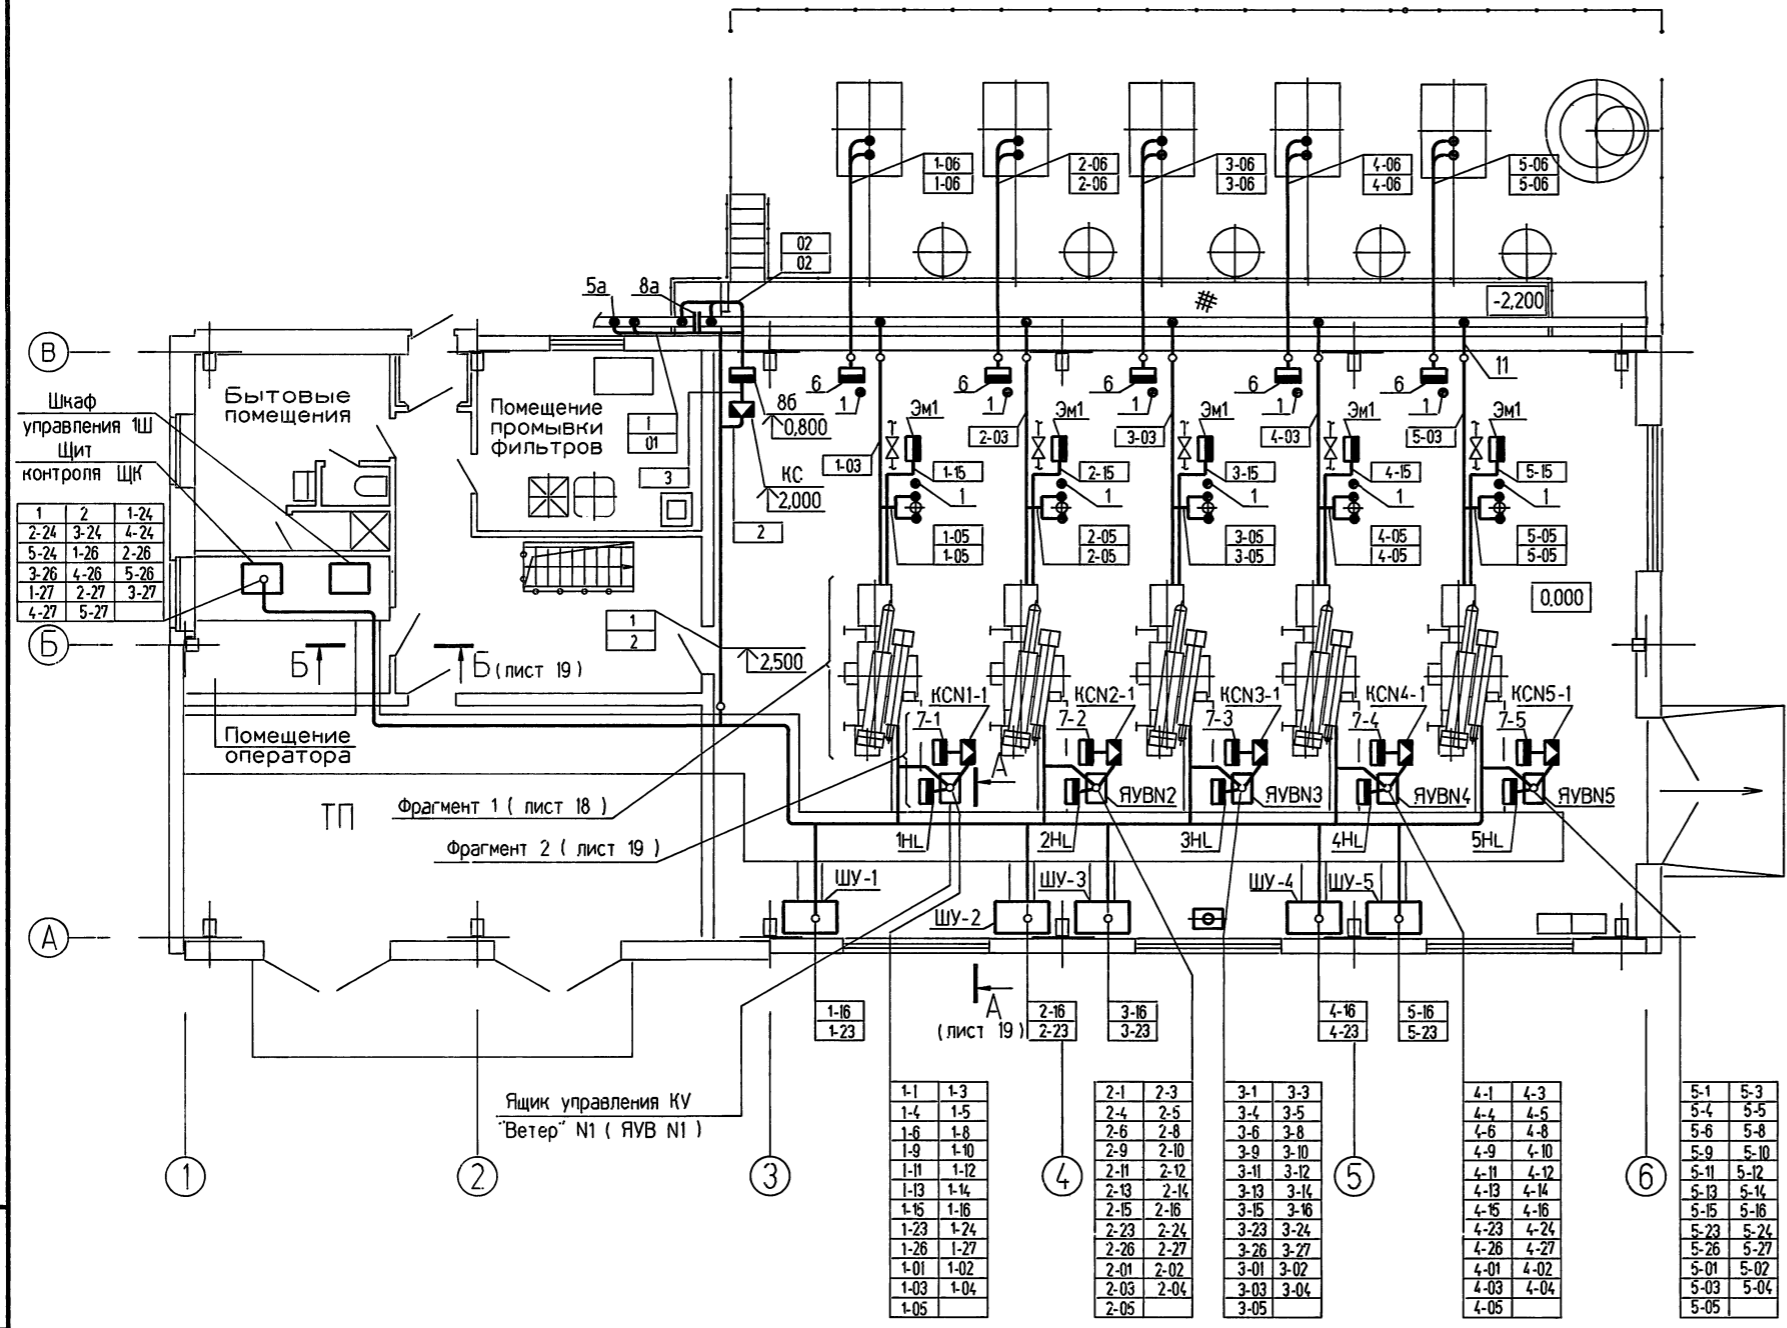 1-06 2-06 3-06 4-06 5-06
1-06 2-06 3-06 4-06 5-06
02
02
5а 8а
# -2,200
В
11
Шкаф
управления 1Ш
Щит
контроля ЩК
Бытовые
помещения
Помещение
промывки
фильтров
6 6 6 6 6
1 1 1 1 1
8б
0,800
1
01
3
КС
2,000
2
Эм1 Эм1 Эм1 Эм1 Эм1
1-03 2-03 3-03 4-03 5-03
1-15 2-15 3-15 4-15 5-15
1 1 1 1 1
1-05 2-05 3-05 4-05 5-05
1-05 2-05 3-05 4-05 5-05
1 2 1-24
2-24 3-24 4-24
5-24 1-26 2-26
3-26 4-26 5-26
1-27 2-27 3-27
4-27 5-27
0.000
1
2
2,500
Б
Б Б (лист 19)
KCN1-1 KCN2-1 KCN3-1 KCN4-1 KCN5-1
7-1 7-2 7-3 7-4 7-5
Помещение
оператора
А
ТП
Фрагмент 1 ( лист 18 )
ЯУВN2 ЯУВN3 ЯУВN4 ЯУВN5
Фрагмент 2 ( лист 19 )
1HL 2HL 3HL 4HL 5HL
ШУ-1 ШУ-3 ШУ-4 ШУ-5
ШУ-2
А
А
(лист 19)
1-16 2-16 3-16 4-16 5-16
1-23 2-23 3-23 4-23 5-23
Ящик управления КУ
"Ветер" N1 ( ЯУВ N1 )
1 2 3 4 5 6
1-1 1-3
1-4 1-5
1-6 1-8
1-9 1-10
1-11 1-12
1-13 1-14
1-15 1-16
1-23 1-24
1-26 1-27
1-01 1-02
1-03 1-04
1-05
2-1 2-3
2-4 2-5
2-6 2-8
2-9 2-10
2-11 2-12
2-13 2-14
2-15 2-16
2-23 2-24
2-26 2-27
2-01 2-02
2-03 2-04
2-05
3-1 3-3
3-4 3-5
3-6 3-8
3-9 3-10
3-11 3-12
3-13 3-14
3-15 3-16
3-23 3-24
3-26 3-27
3-01 3-02
3-03 3-04
3-05
4-1 4-3
4-4 4-5
4-6 4-8
4-9 4-10
4-11 4-12
4-13 4-14
4-15 4-16
4-23 4-24
4-26 4-27
4-01 4-02
4-03 4-04
4-05
5-1 5-3
5-4 5-5
5-6 5-8
5-9 5-10
5-11 5-12
5-13 5-14
5-15 5-16
5-23 5-24
5-26 5-27
5-01 5-02
5-03 5-04
5-05